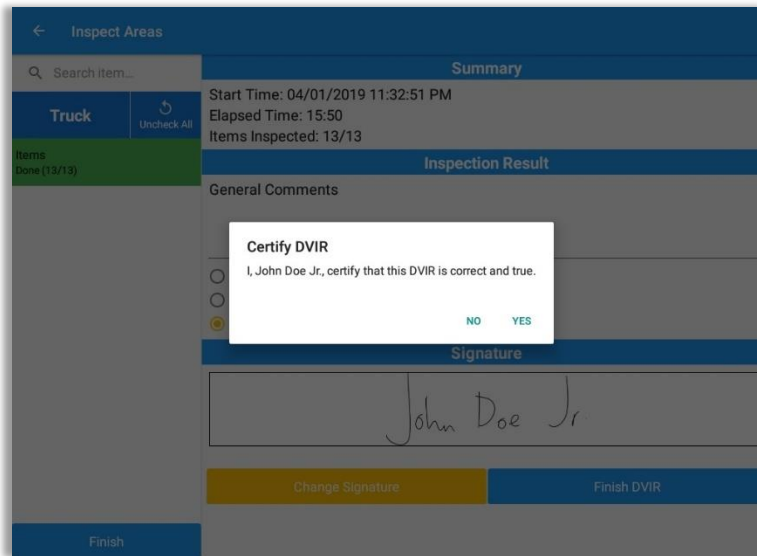 Inspect Areas
Search item...
Truck
Uncheck All
Items
Done (13/13)
Finish
Summary
Start Time: 04/01/2019 11:32:51 PM
Elapsed Time: 15:50
Items Inspected: 13/13
Inspection Result
General Comments
Certify DVIR
I, John Doe Jr., certify that this DVIR is correct and true.
NO YES
Signature
John Doe Jr
Change Signature
Finish DVIR